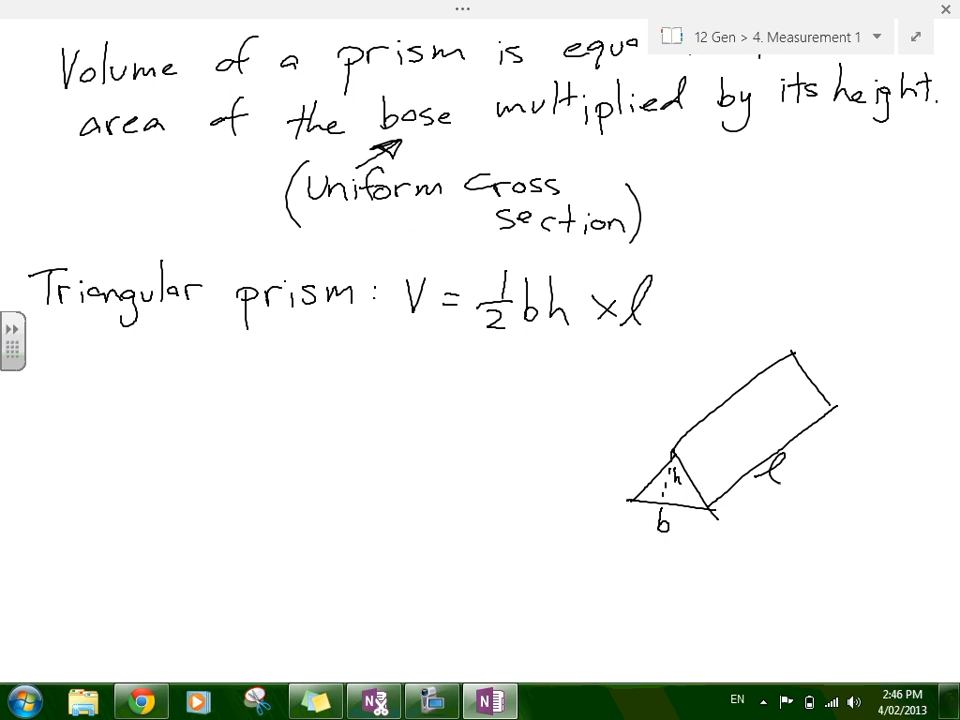 12 Gen > 4. Measurement 1
Volume of a prism is
area of the base multiplied by its height.
(Uniform cross
section)
Triangular prism: V = 1/2 bh × l
h
l
b
EN
2:46 PM
4/02/2013